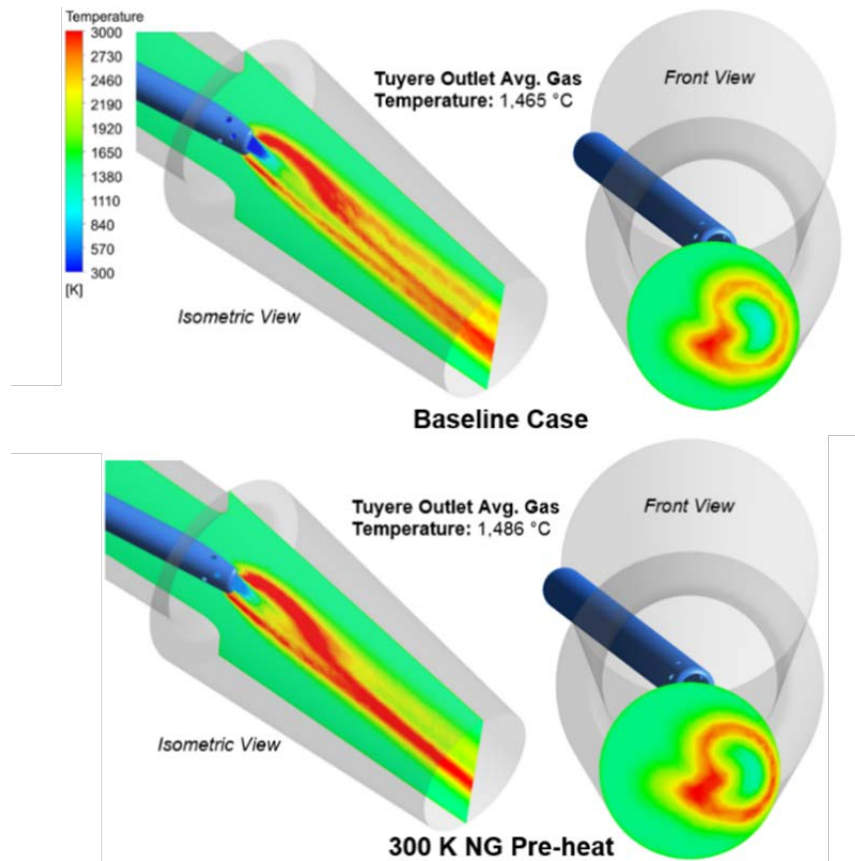 Temperature
3000
2730
2460
2190
1920
1650
1380
1110
840
570
300
[K]
Tuyere Outlet Avg. Gas
Temperature: 1,465 °C
Front View
Isometric View
Baseline Case
Tuyere Outlet Avg. Gas
Temperature: 1,486 °C
Front View
Isometric View
300 K NG Pre-heat